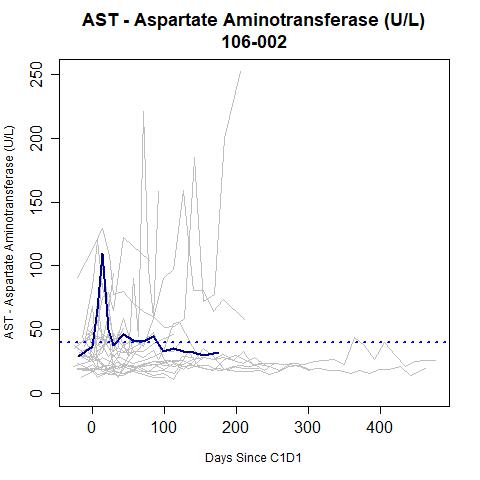 AST - Aspartate Aminotransferase (U/L)
106-002
AST - Aspartate Aminotransferase (U/L)
250
200
150
100
50
0
0 100 200 300 400
Days Since C1D1